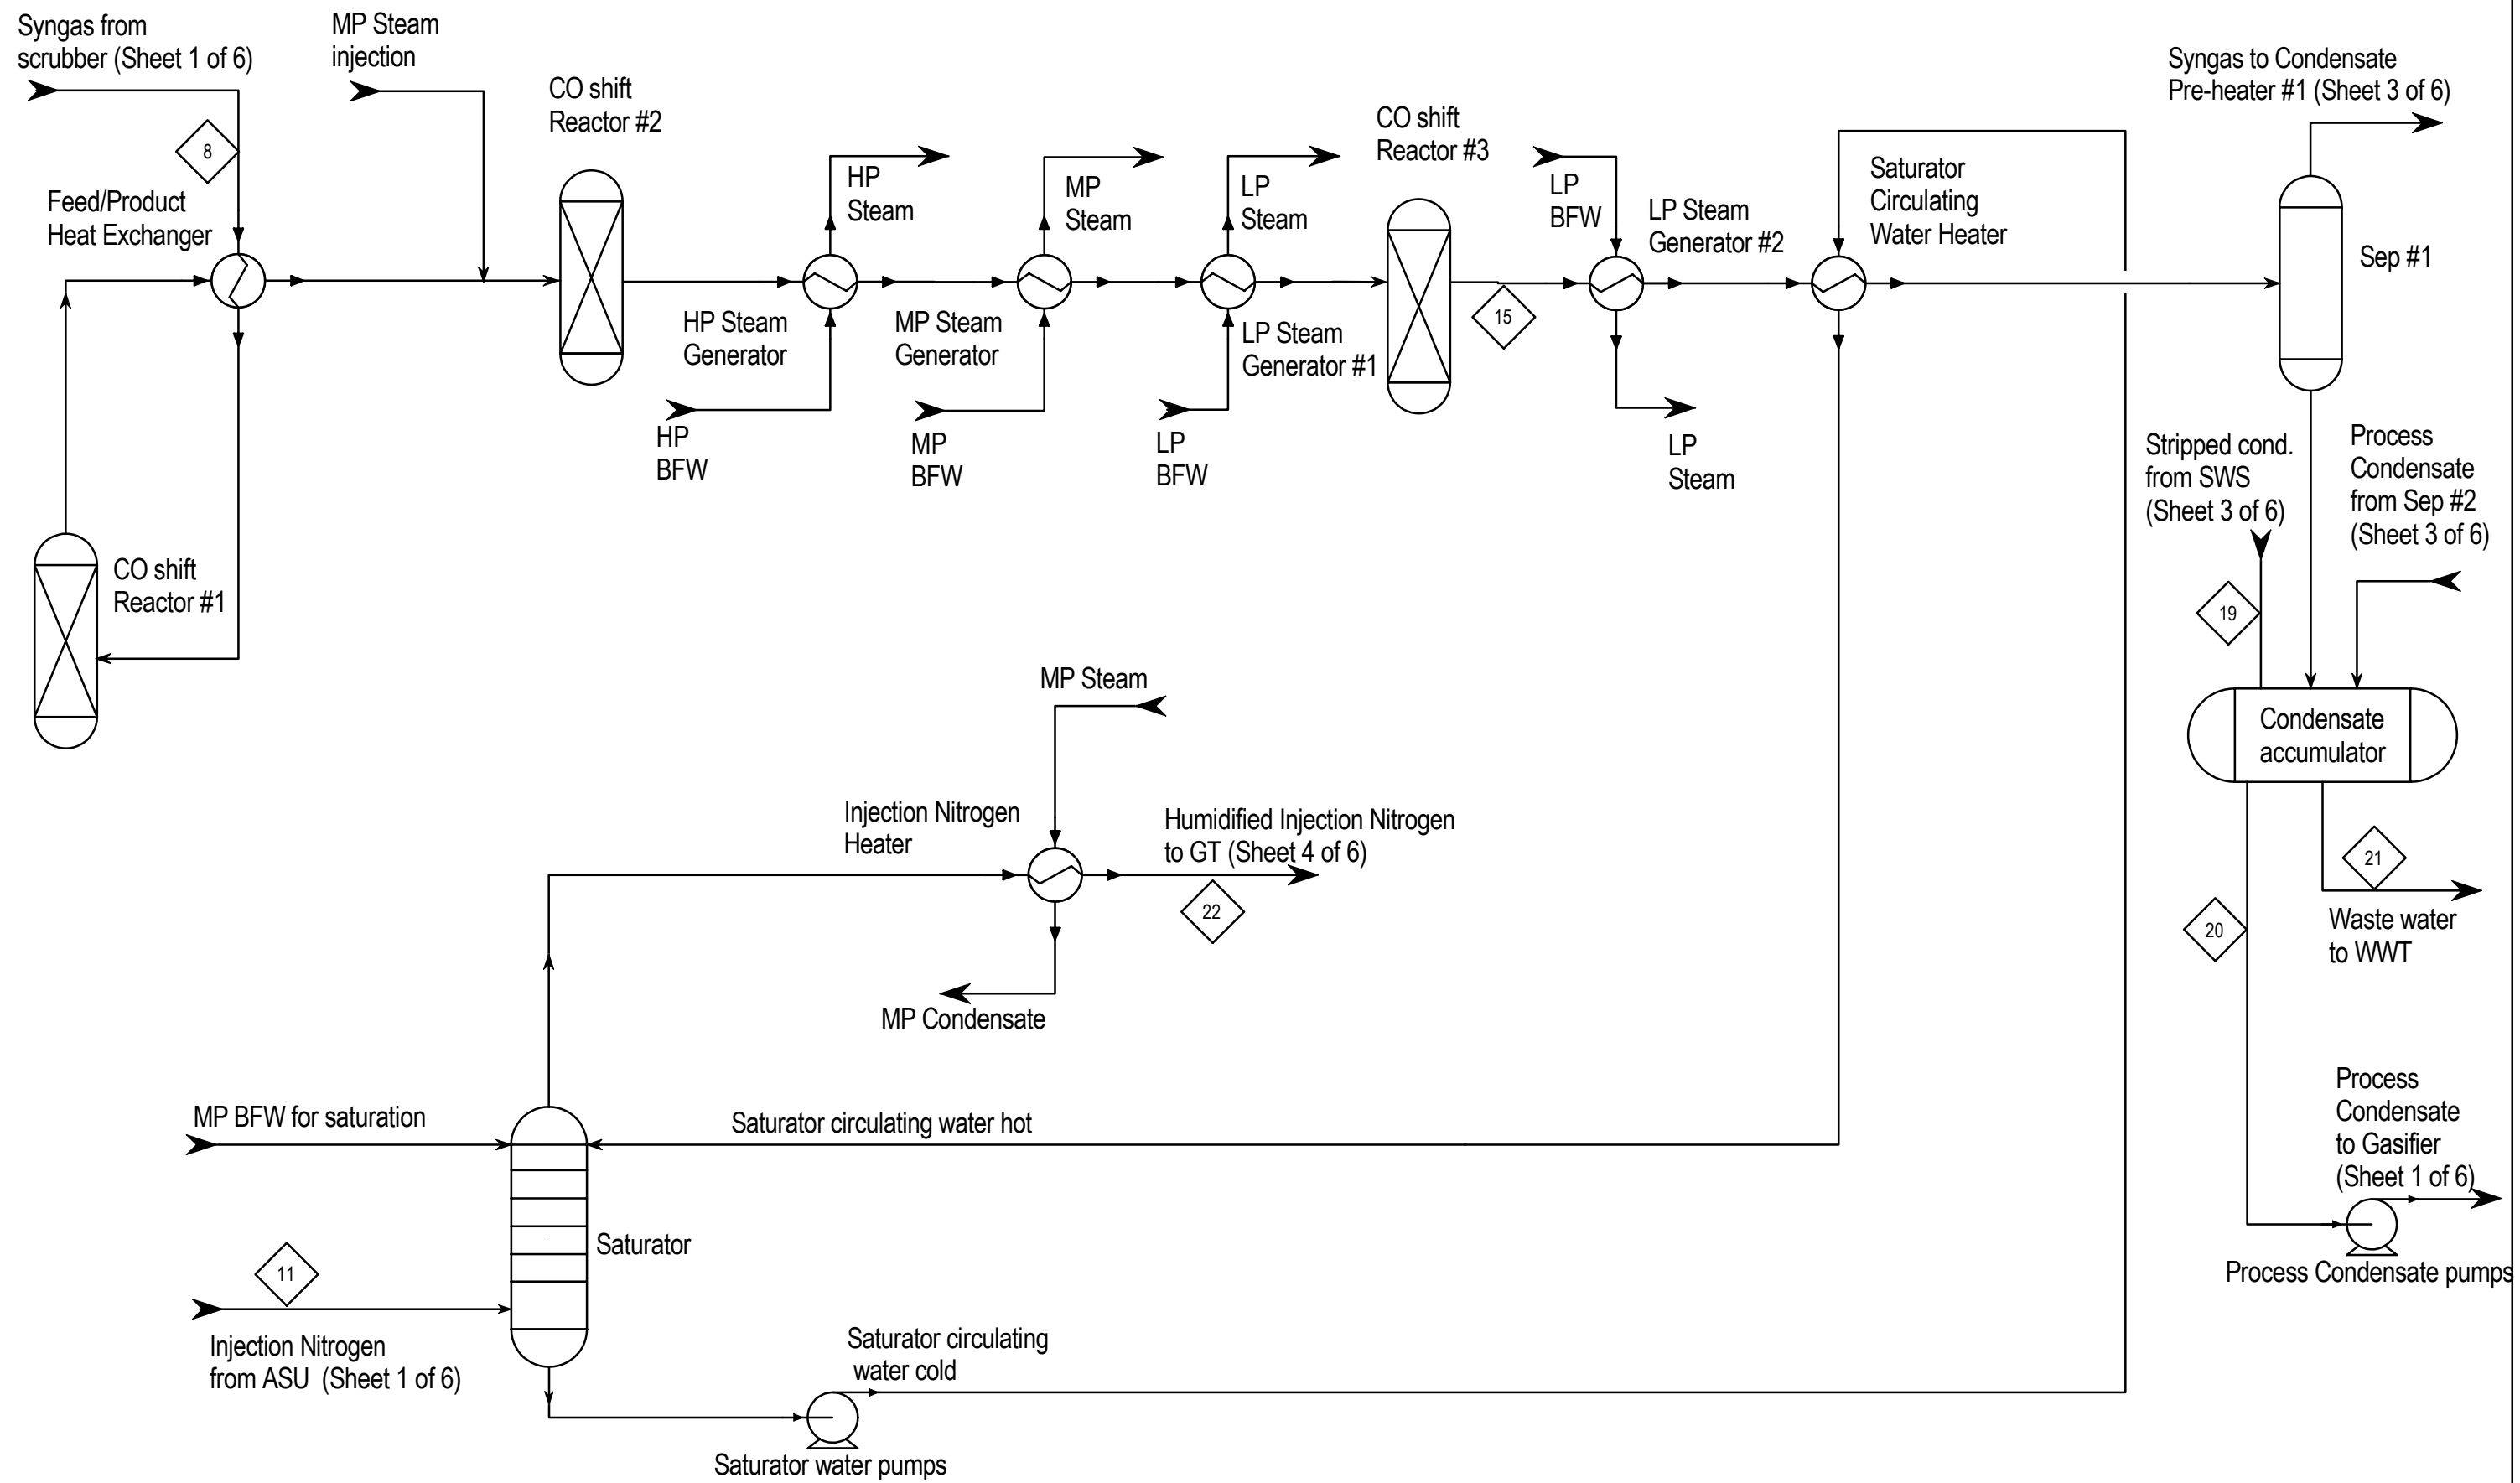 Syngas from
scrubber (Sheet 1 of 6)
MP Steam
injection
CO shift
Reactor #2
8
Feed/Product
Heat Exchanger
HP
Steam
MP
Steam
LP
Steam
CO shift
Reactor #3
LP
BFW
LP Steam
Generator #2
Saturator
Circulating
Water Heater
Syngas to Condensate
Pre-heater #1 (Sheet 3 of 6)
Sep #1
HP Steam
Generator
MP Steam
Generator
LP Steam
Generator #1
15
HP
BFW
MP
BFW
LP
BFW
LP
Steam
Stripped cond.
from SWS
(Sheet 3 of 6)
Process
Condensate
from Sep #2
(Sheet 3 of 6)
CO shift
Reactor #1
19
MP Steam
Condensate
accumulator
Injection Nitrogen
Heater
Humidified Injection Nitrogen
to GT (Sheet 4 of 6)
22
21
20
Waste water
to WWT
MP Condensate
MP BFW for saturation
Saturator circulating water hot
Process
Condensate
to Gasifier
(Sheet 1 of 6)
Saturator
11
Process Condensate pumps
Injection Nitrogen
from ASU (Sheet 1 of 6)
Saturator circulating
water cold
Saturator water pumps